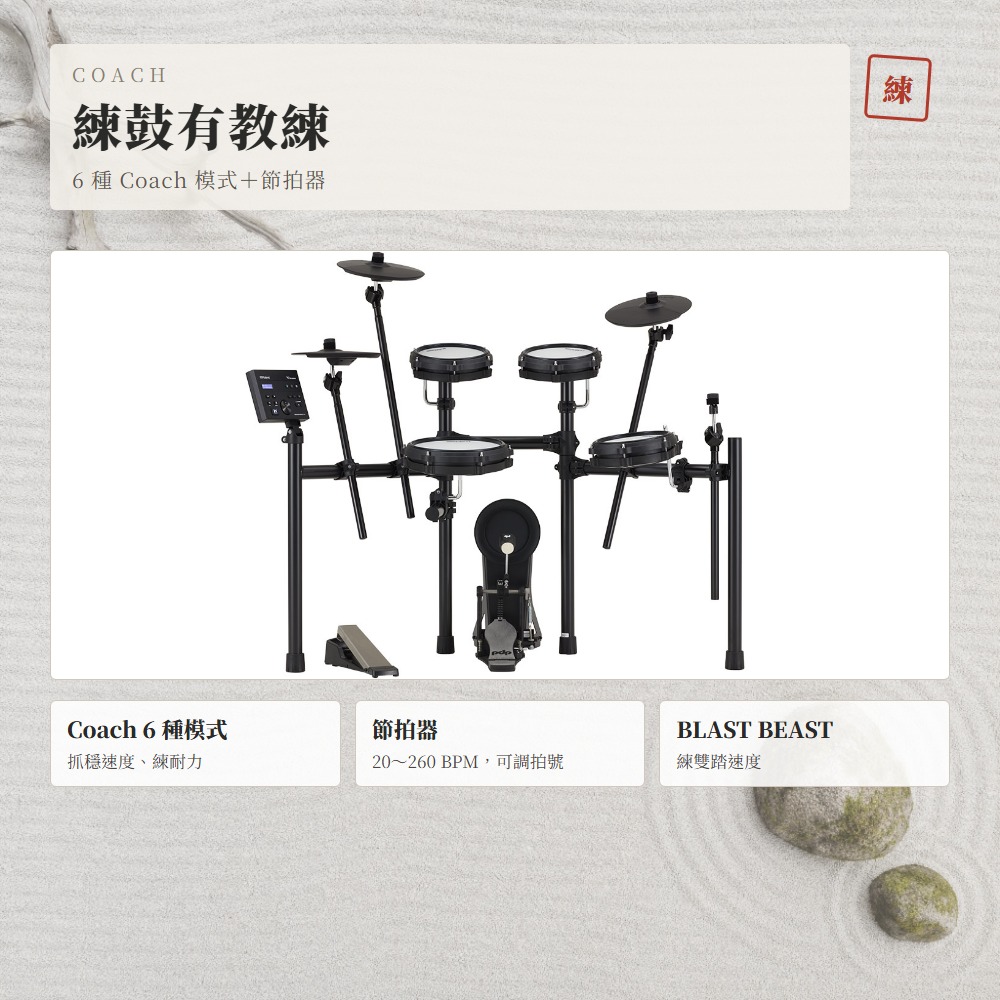 COACH
練鼓有教練
6 種 Coach 模式＋節拍器
練
pdp
Coach 6 種模式
抓穩速度、練耐力
節拍器
20～260 BPM，可調拍號
BLAST BEAST
練雙踏速度